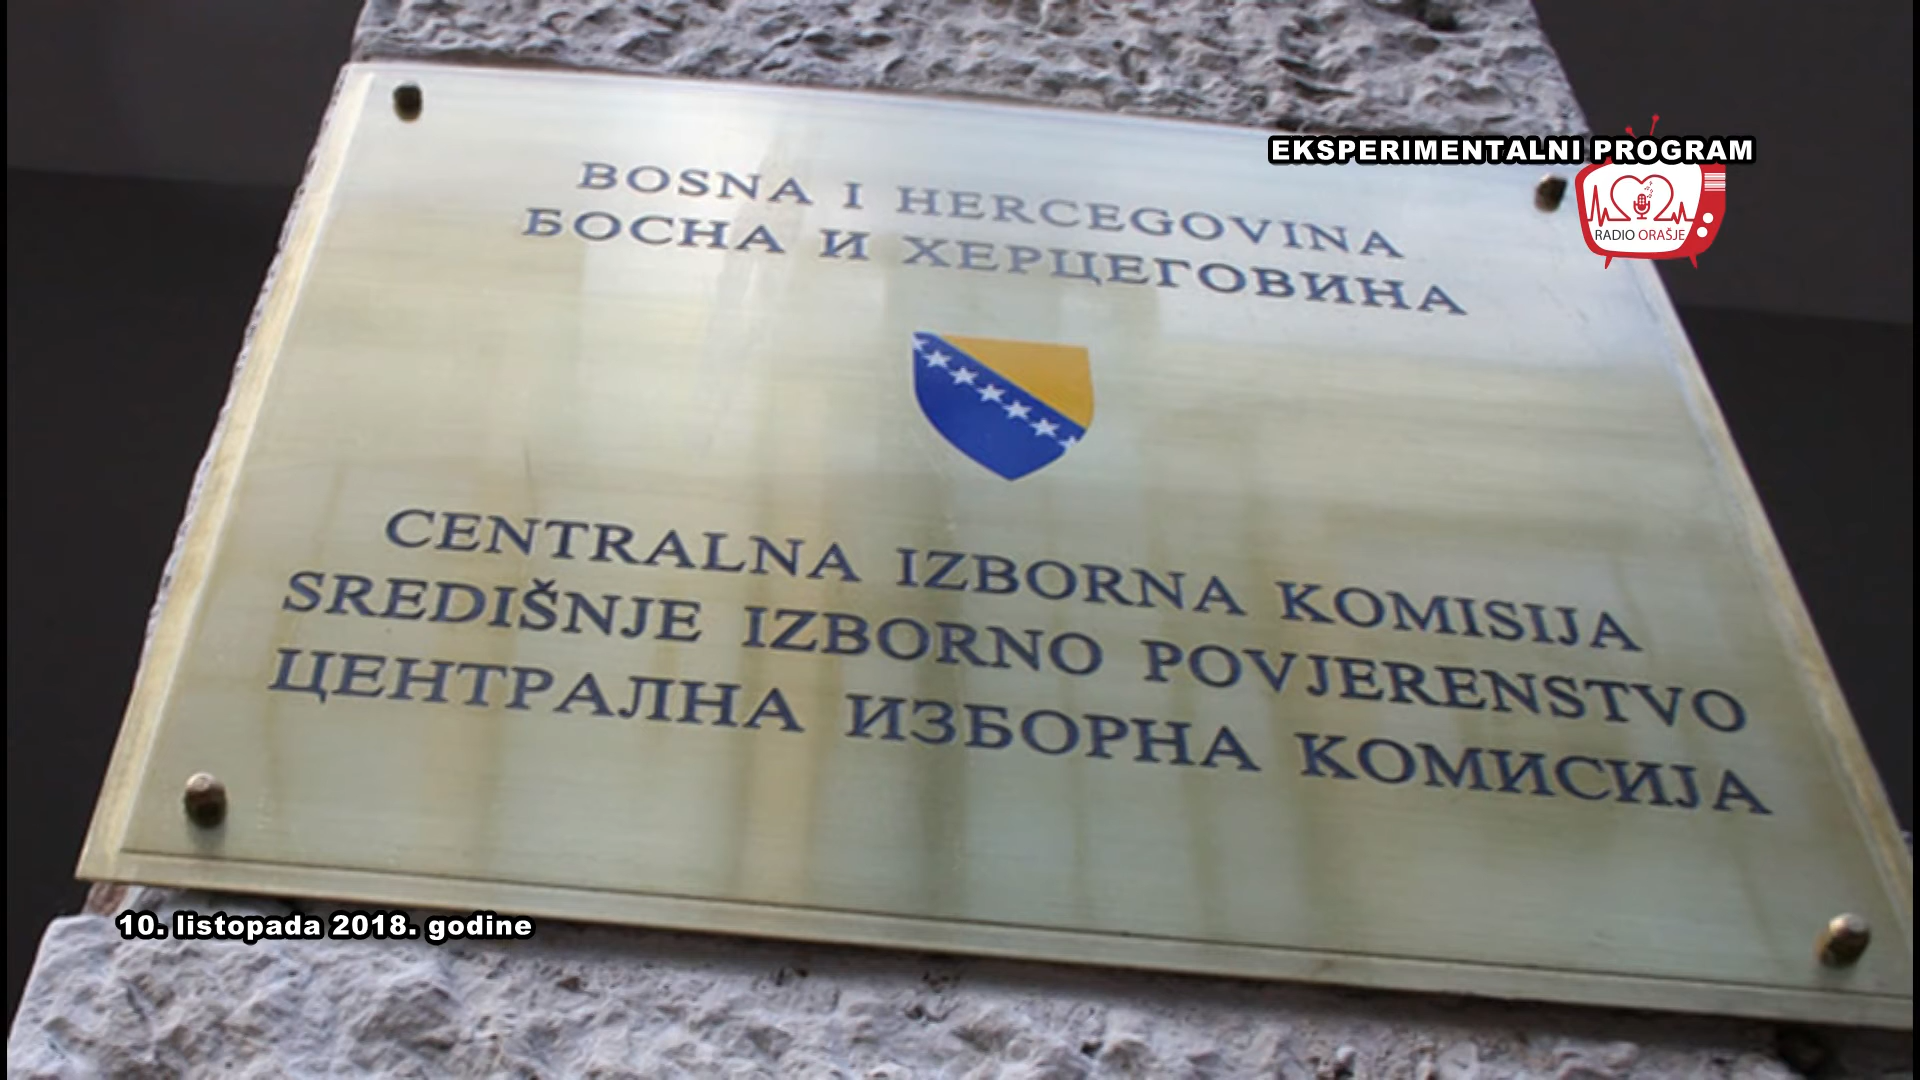 EKSPERIMENTALNI PROGRAM
RADIO ORAŠJE
BOSNA I HERCEGOVINA
БОСНА И ХЕРЦЕГОВИНА
CENTRALNA IZBORNA KOMISIJA
SREDIŠNJE IZBORNO POVJERENSTVO
ЦЕНТРАЛНА ИЗБОРНА КОМИСИЈА
10. listopada 2018. godine